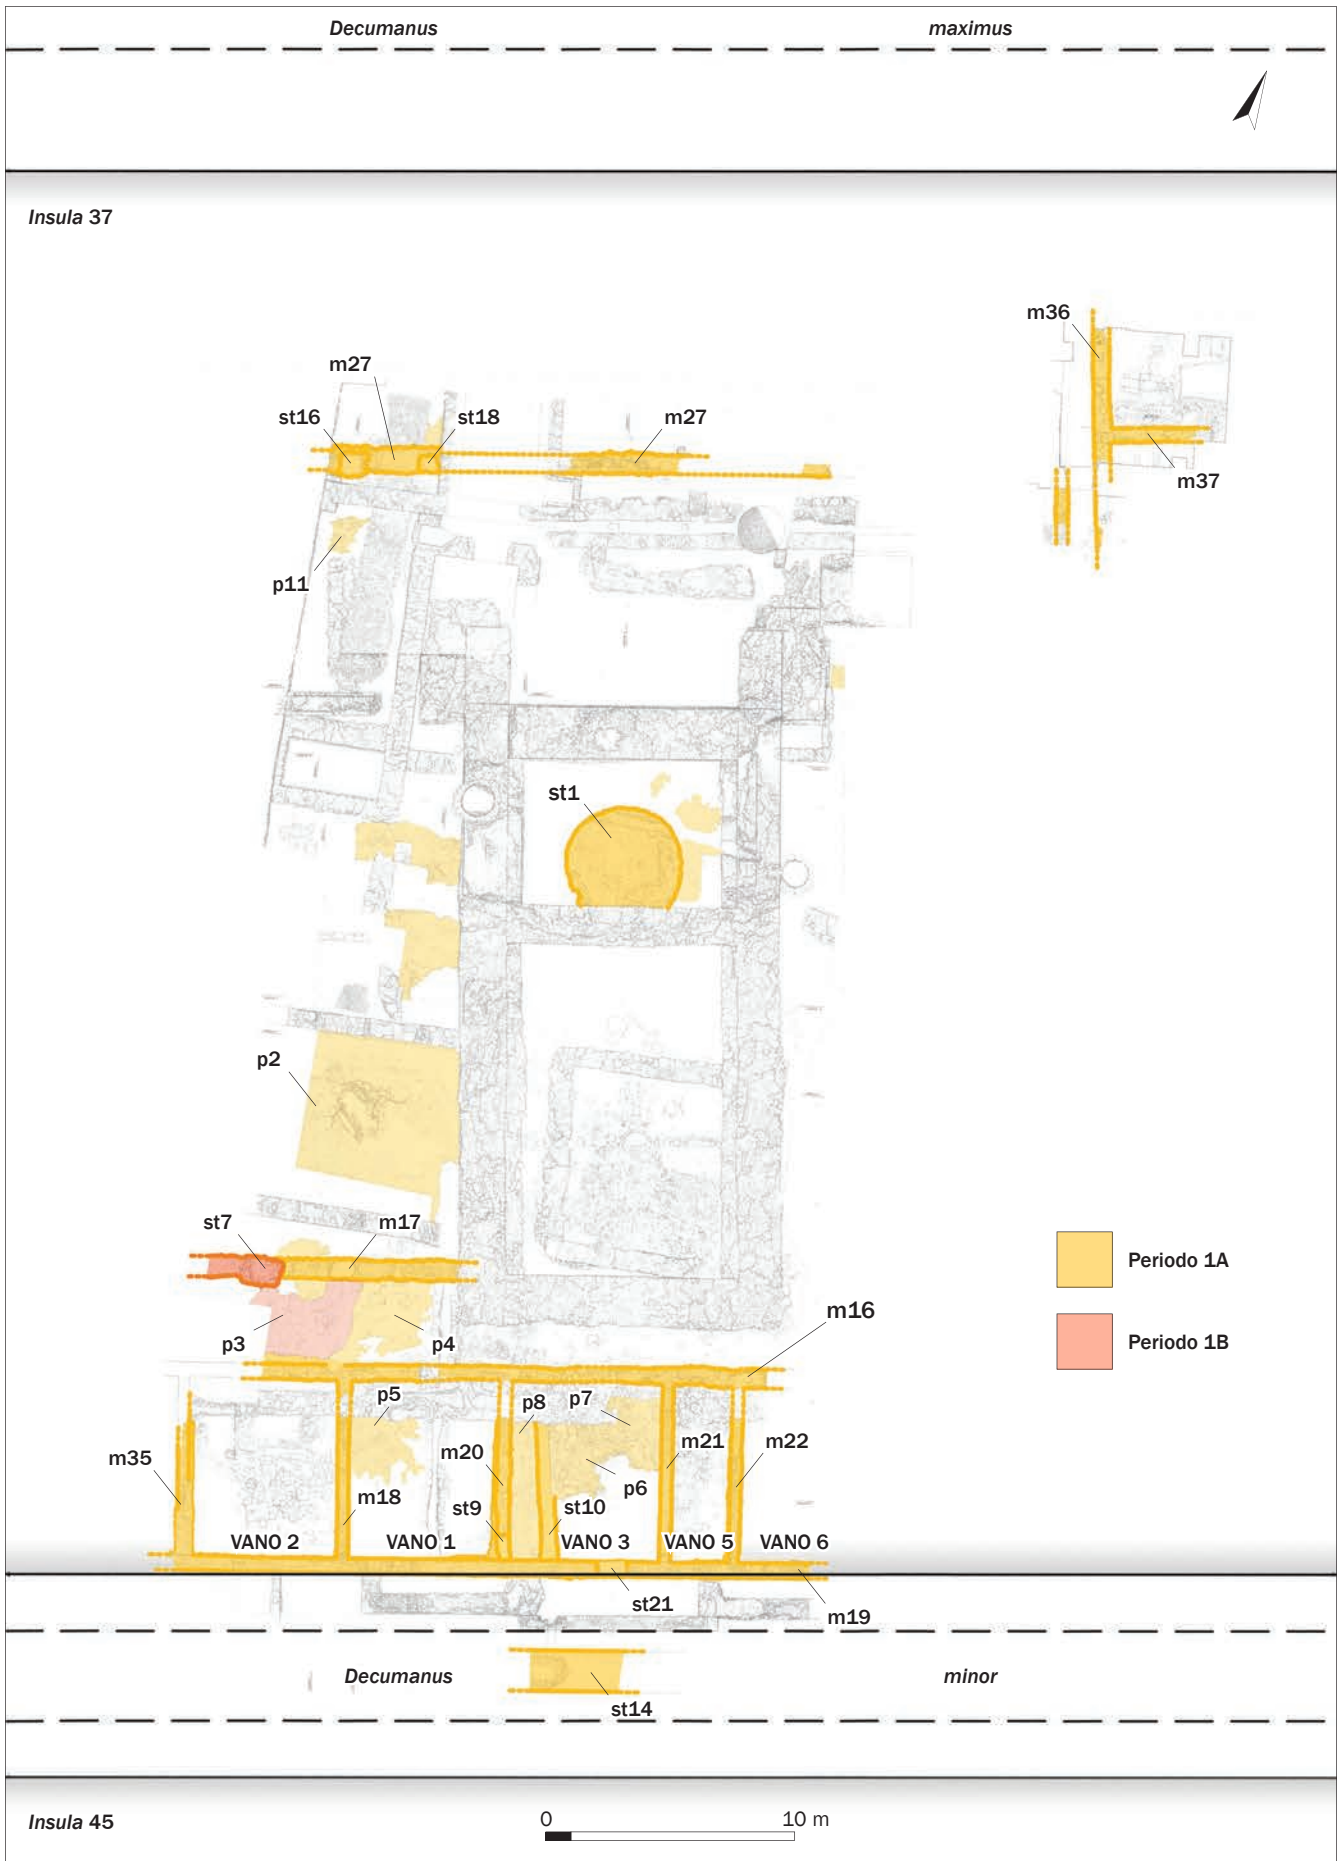 Decumanus maximus
Insula 37
m36
m27
st16
st18
m27
m37
p11
st1
p2
st7
m17
Periodo 1A
m16
p3
p4
Periodo 1B
p5
p8
p7
m20
m21
m22
m35
p6
m18
st9
st10
VANO 2
VANO 1
VANO 3
VANO 5
VANO 6
st21
m19
Decumanus minor
st14
Insula 45
0 10 m